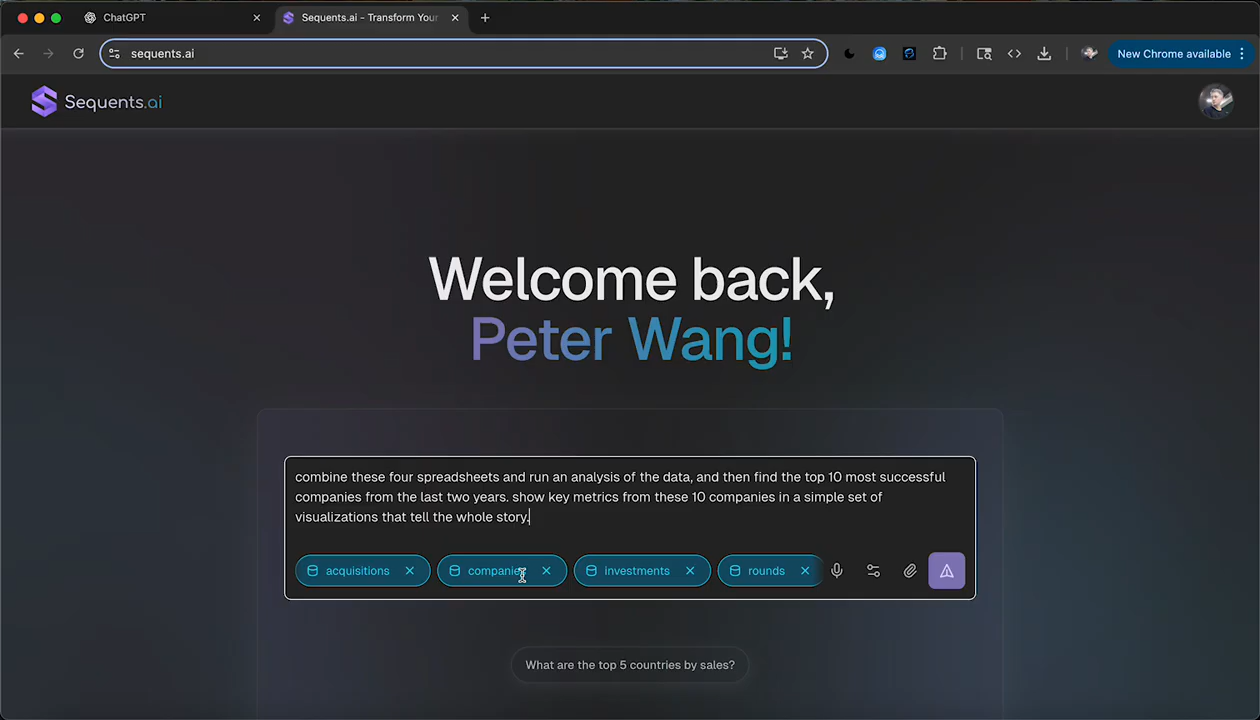 ChatGPT
Sequents.ai - Transform Your
sequents.ai
New Chrome available
Sequents.ai
Welcome back,
Peter Wang!
combine these four spreadsheets and run an analysis of the data, and then find the top 10 most successful
companies from the last two years. show key metrics from these 10 companies in a simple set of
visualizations that tell the whole story.
acquisitions
companies
investments
rounds
What are the top 5 countries by sales?